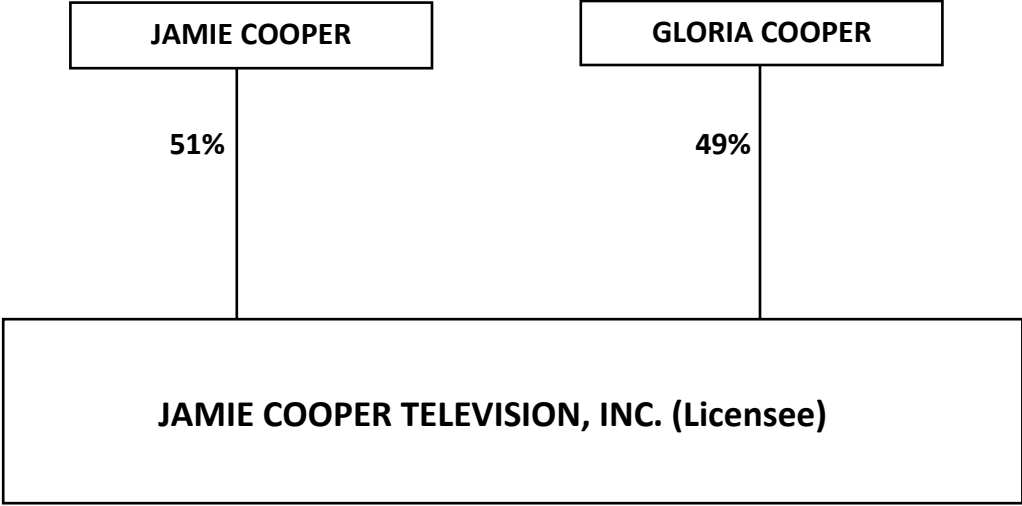 JAMIE COOPER
GLORIA COOPER
51%
49%
JAMIE COOPER TELEVISION, INC. (Licensee)